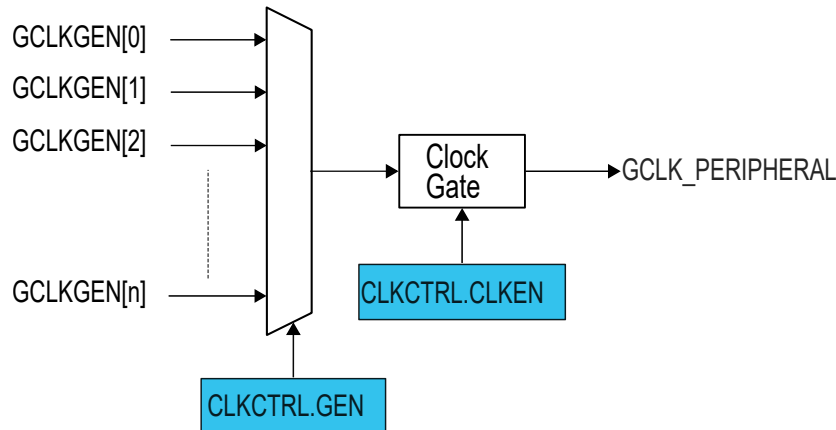 GCLKGEN[0]
GCLKGEN[1]
GCLKGEN[2]
Clock
Gate
GCLK_PERIPHERAL
GCLKGEN[n]
CLKCTRL.CLKEN
CLKCTRL.GEN